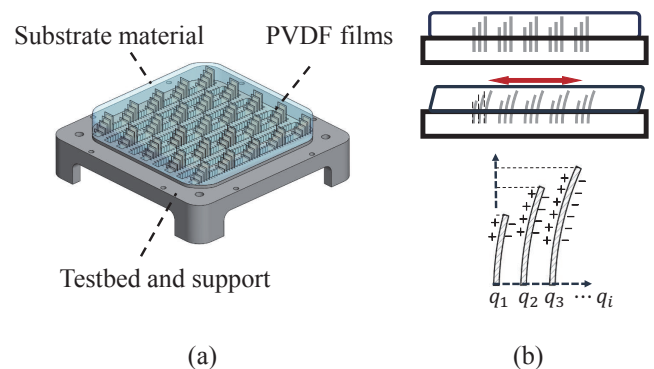 Substrate material
PVDF films
Testbed and support
(a)
(b)
+ − + − + −
+ − + − + − + −
+ − + − + − + − + −
q₁ q₂ q₃ ⋯ qᵢ